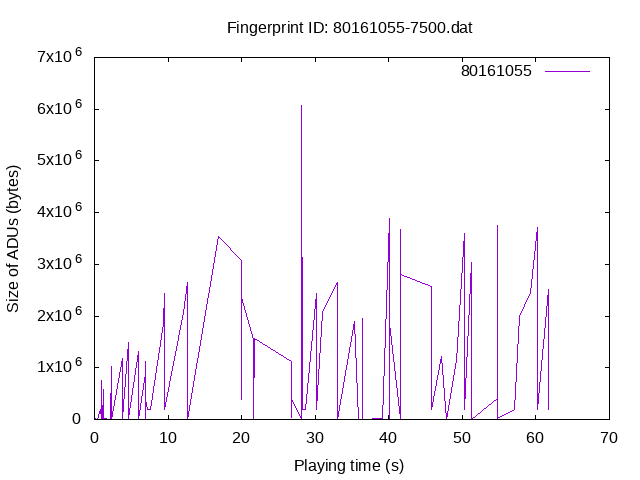 Fingerprint ID: 80161055-7500.dat
80161055
Size of ADUs (bytes)
7x10^6
6x10^6
5x10^6
4x10^6
3x10^6
2x10^6
1x10^6
0
0 10 20 30 40 50 60 70
Playing time (s)